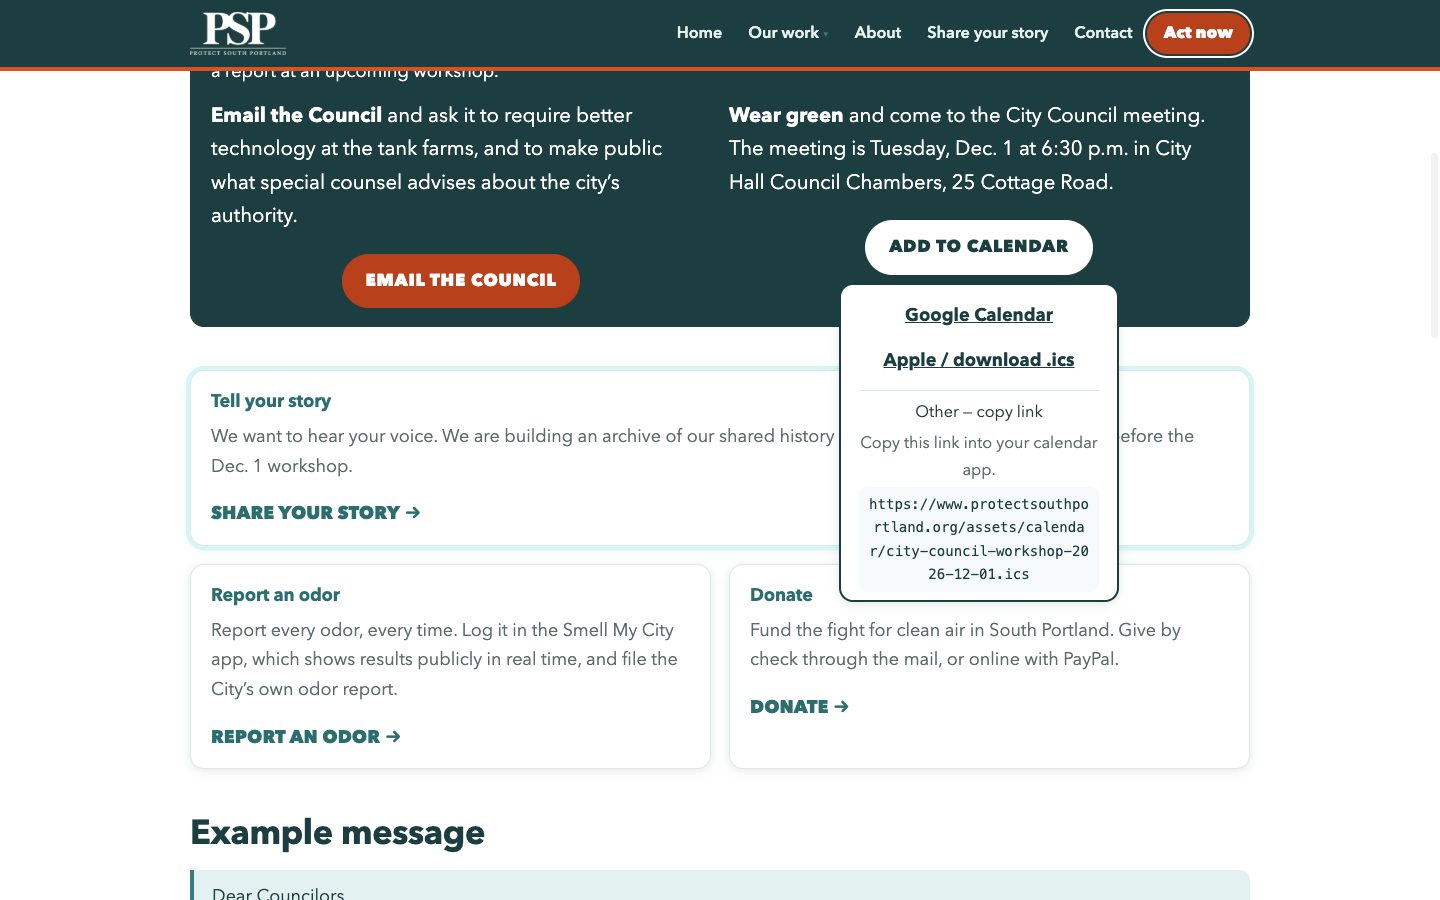 PSP
PROTECT SOUTH PORTLAND
Home
Our work
About
Share your story
Contact
Act now
a report at an upcoming workshop.
Email the Council and ask it to require better
technology at the tank farms, and to make public
what special counsel advises about the city’s
authority.
EMAIL THE COUNCIL
Wear green and come to the City Council meeting.
The meeting is Tuesday, Dec. 1 at 6:30 p.m. in City
Hall Council Chambers, 25 Cottage Road.
ADD TO CALENDAR
Google Calendar
Apple / download .ics
Other – copy link
Copy this link into your calendar
app.
https://www.protectsouthpo
rtland.org/assets/calenda
r/city-council-workshop-20
26-12-01.ics
Tell your story
We want to hear your voice. We are building an archive of our shared history efore the
Dec. 1 workshop.
SHARE YOUR STORY →
Report an odor
Report every odor, every time. Log it in the Smell My City
app, which shows results publicly in real time, and file the
City’s own odor report.
REPORT AN ODOR →
Donate
Fund the fight for clean air in South Portland. Give by
check through the mail, or online with PayPal.
DONATE →
Example message
Dear Councilors